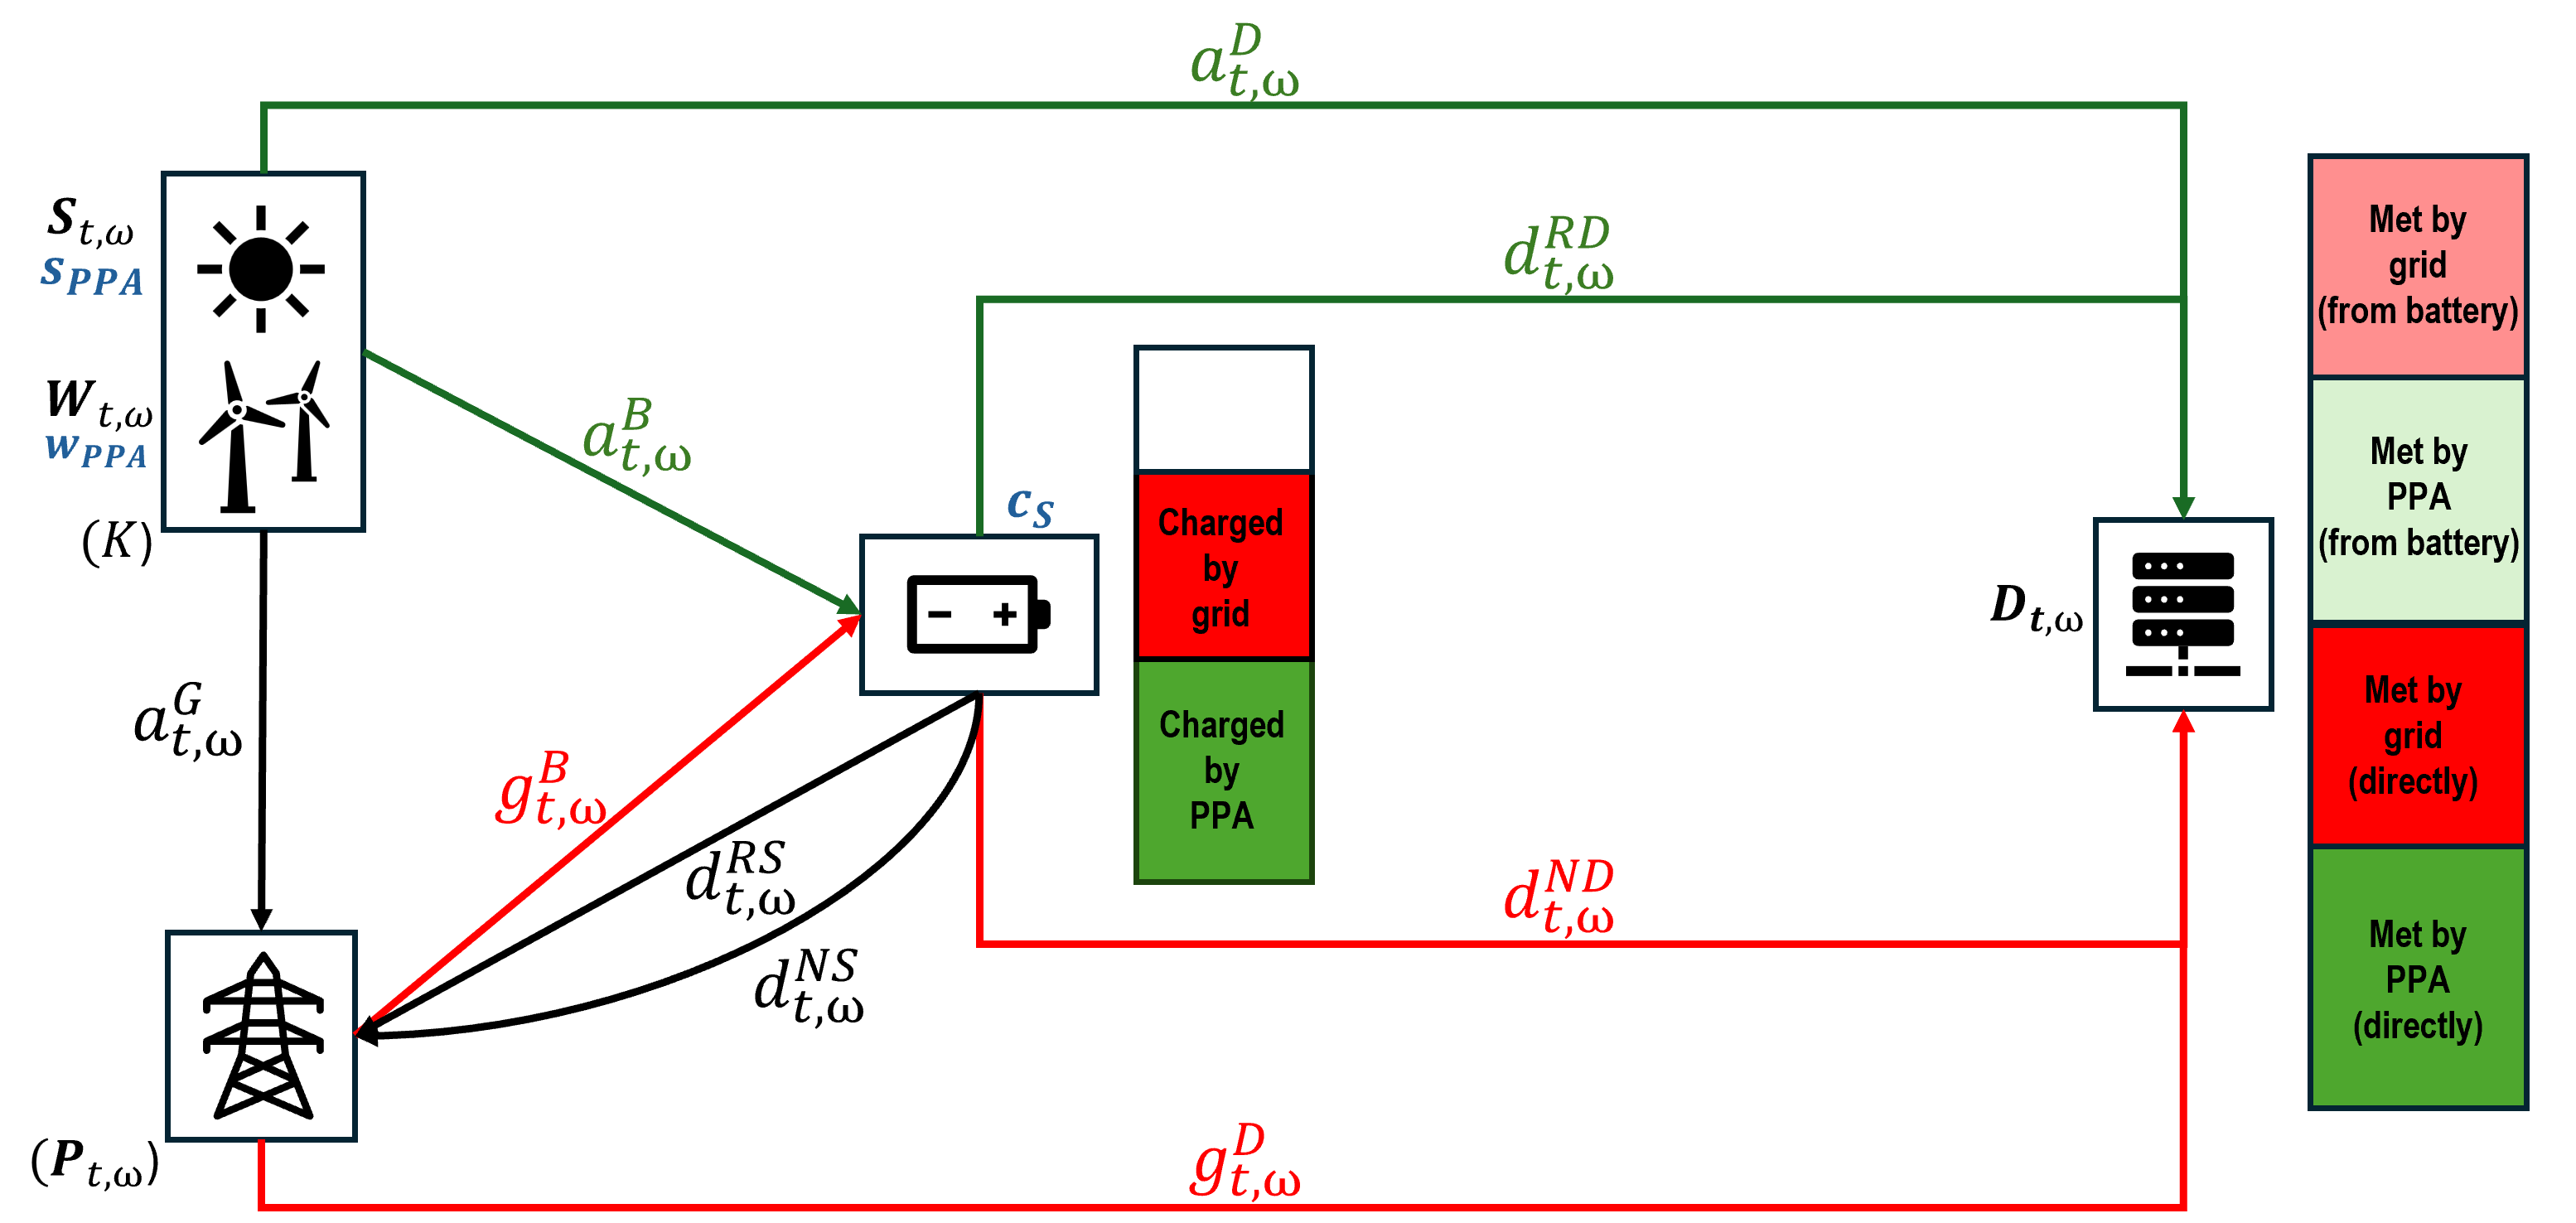 a^D_{t,ω}
S_{t,ω}
s_{PPA}
W_{t,ω}
w_{PPA}
(K)
a^B_{t,ω}
d^{RD}_{t,ω}
c_S
Charged
by
grid
Charged
by
PPA
D_{t,ω}
Met by
grid
(from battery)
Met by
PPA
(from battery)
Met by
grid
(directly)
Met by
PPA
(directly)
a^G_{t,ω}
g^B_{t,ω}
d^{RS}_{t,ω}
d^{NS}_{t,ω}
d^{ND}_{t,ω}
(P_{t,ω})
g^D_{t,ω}